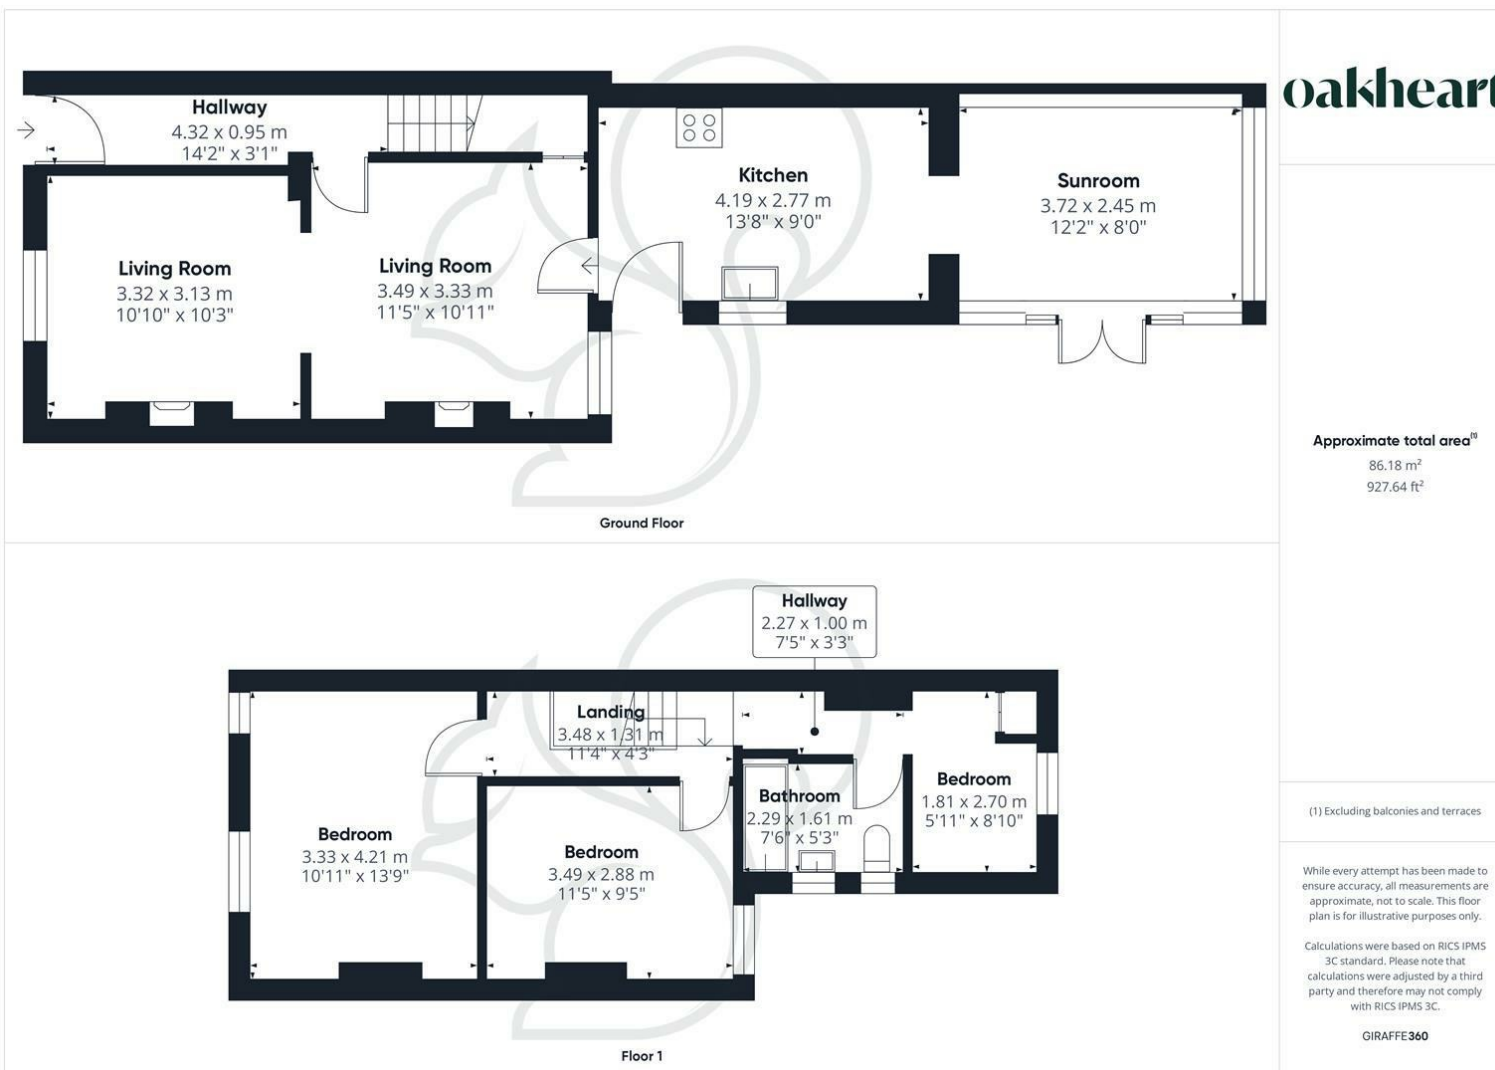 Hallway
4.32 x 0.95 m
14'2" x 3'1"
Living Room
3.32 x 3.13 m
10'10" x 10'3"
Living Room
3.49 x 3.33 m
11'5" x 10'11"
Kitchen
4.19 x 2.77 m
13'8" x 9'0"
Sunroom
3.72 x 2.45 m
12'2" x 8'0"
Ground Floor
Hallway
2.27 x 1.00 m
7'5" x 3'3"
Landing
3.48 x 1.31 m
11'4" x 4'3"
Bedroom
3.33 x 4.21 m
10'11" x 13'9"
Bedroom
3.49 x 2.88 m
11'5" x 9'5"
Bathroom
2.29 x 1.61 m
7'6" x 5'3"
Bedroom
1.81 x 2.70 m
5'11" x 8'10"
Floor 1
oakheart
Approximate total area(1)
86.18 m²
927.64 ft²
(1) Excluding balconies and terraces
While every attempt has been made to
ensure accuracy, all measurements are
approximate, not to scale. This floor
plan is for illustrative purposes only.
Calculations were based on RICS IPMS
3C standard. Please note that
calculations were adjusted by a third
party and therefore may not comply
with RICS IPMS 3C.
GIRAFFE360